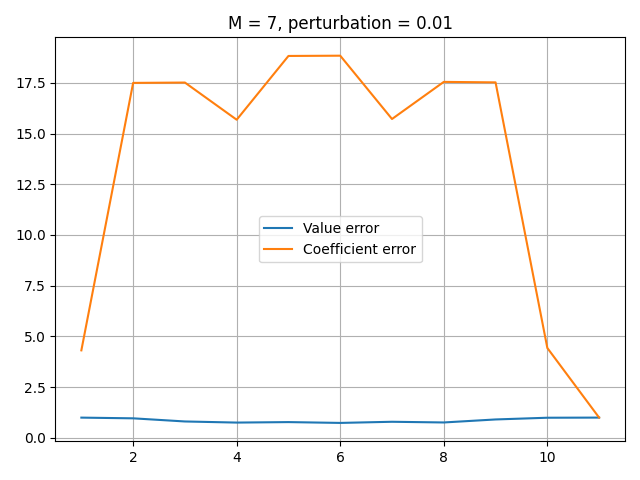 M = 7, perturbation = 0.01
17.5
15.0
12.5
10.0
7.5
5.0
2.5
0.0
Value error
Coefficient error
2 4 6 8 10